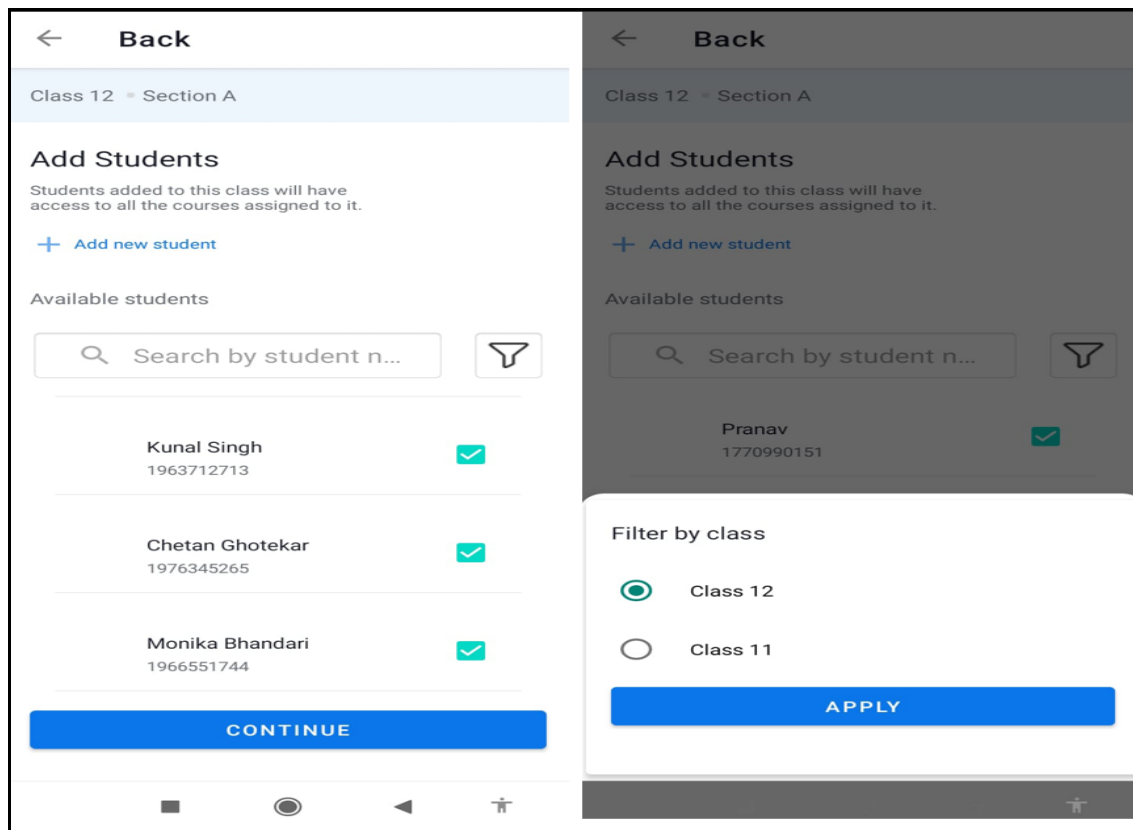 Back
Class 12 • Section A
Add Students
Students added to this class will have
access to all the courses assigned to it.
+ Add new student
Available students
Search by student n...
Kunal Singh
1963712713
Chetan Ghotekar
1976345265
Monika Bhandari
1966551744
CONTINUE
Back
Class 12 • Section A
Add Students
Students added to this class will have
access to all the courses assigned to it.
+ Add new student
Available students
Search by student n...
Pranav
1770990151
Filter by class
Class 12
Class 11
APPLY